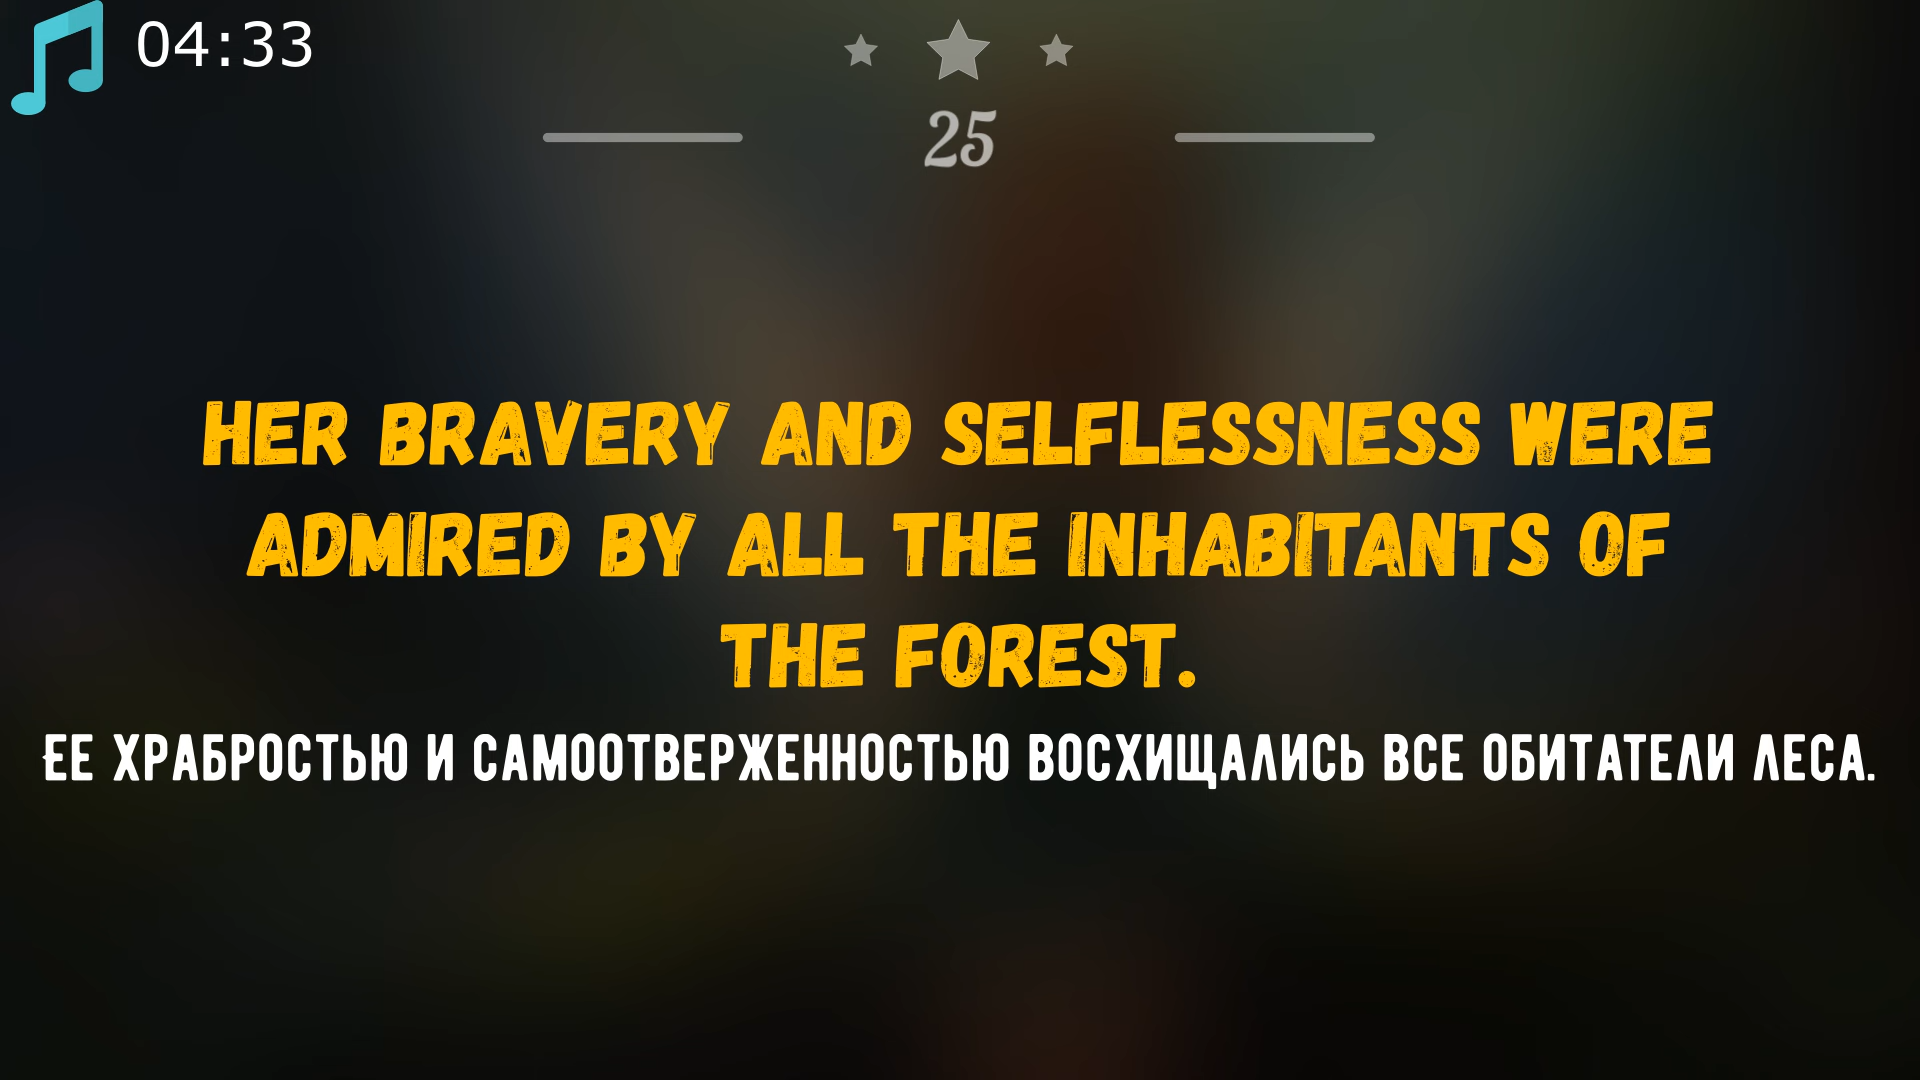 04:33
25
HER BRAVERY AND SELFLESSNESS WERE
ADMIRED BY ALL THE INHABITANTS OF
THE FOREST.
ЕЕ ХРАБРОСТЬЮ И САМООТВЕРЖЕННОСТЬЮ ВОСХИЩАЛИСЬ ВСЕ ОБИТАТЕЛИ ЛЕСА.